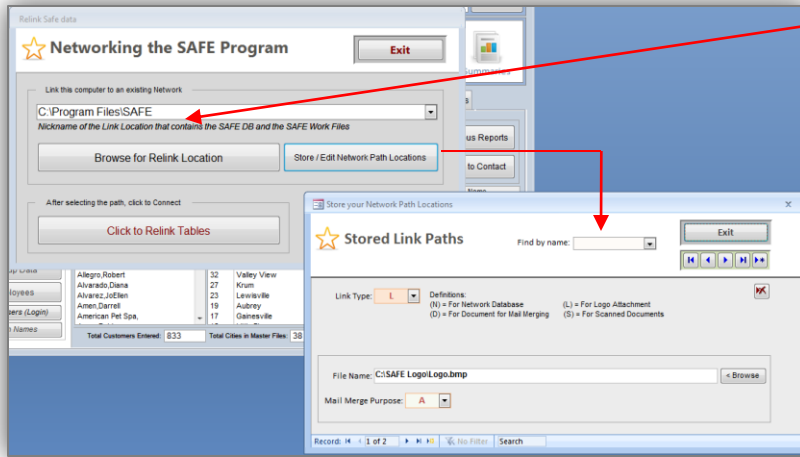 Relink Safe data
Networking the SAFE Program
Exit
Link this computer to an existing Network
C:\Program Files\SAFE
Nickname of the Link Location that contains the SAFE DB and the SAFE Work Files
Browse for Relink Location
Store / Edit Network Path Locations
After selecting the path, click to Connect
Click to Relink Tables
Summaries
s
us Reports
to Contact
Name
up Data
loyees
sers (Login)
Names
Allegro,Robert
Alvarado,Diana
Alvarez,JoEllen
Amen,Darrell
American Pet Spa,
32 Valley View
27 Krum
23 Lewisville
19 Aubrey
17 Gainesville
Total Customers Entered: 833
Total Cities in Master Files: 38
Store your Network Path Locations
x
Stored Link Paths
Find by name:
Exit
Link Type: L
Definitions:
(N) = For Network Database
(L) = For Logo Attachment
(D) = For Document for Mail Merging
(S) = For Scanned Documents
File Name: C:\SAFE Logo\Logo.bmp
< Browse
Mail Merge Purpose: A
Record: 1 of 2
No Filter
Search